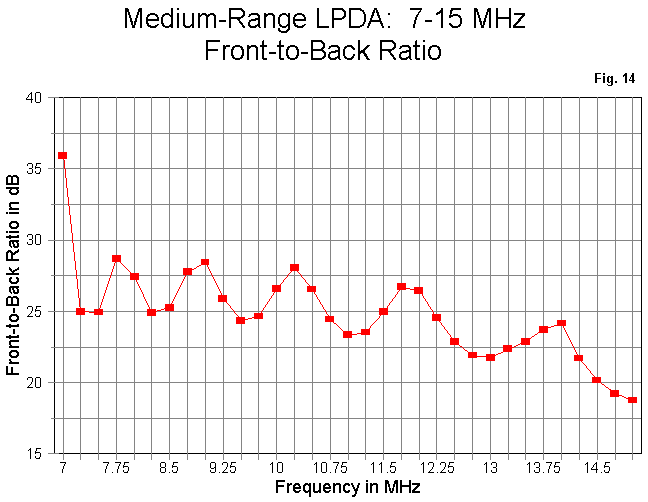 Medium-Range LPDA:  7-15 MHz
Front-to-Back Ratio
Fig. 14
40
35
30
25
20
15
Front-to-Back Ratio in dB
7 7.75 8.5 9.25 10 10.75 11.5 12.25 13 13.75 14.5
Frequency in MHz